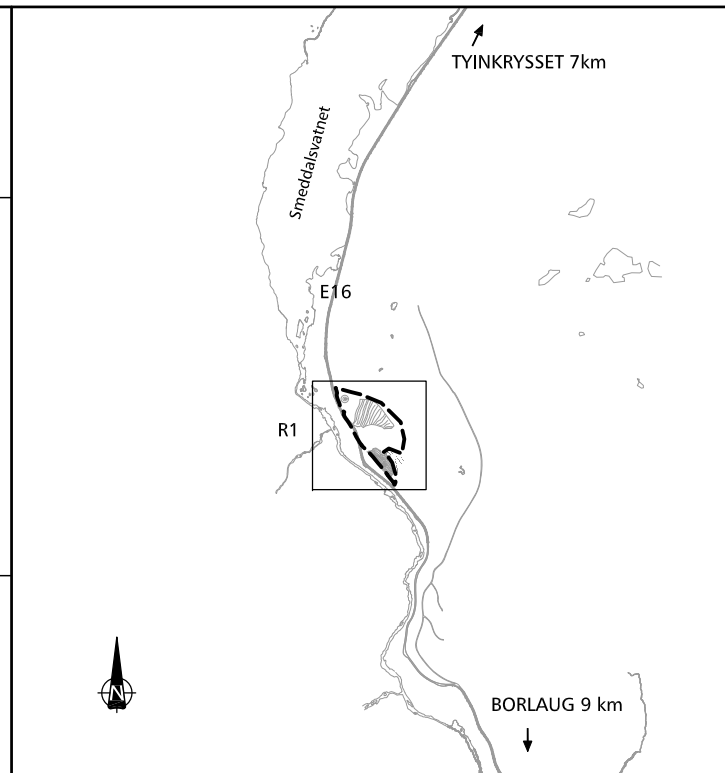 TYINKRYSSET 7km
Smeddalsvatnet
E16
R1
N
BORLAUG 9 km